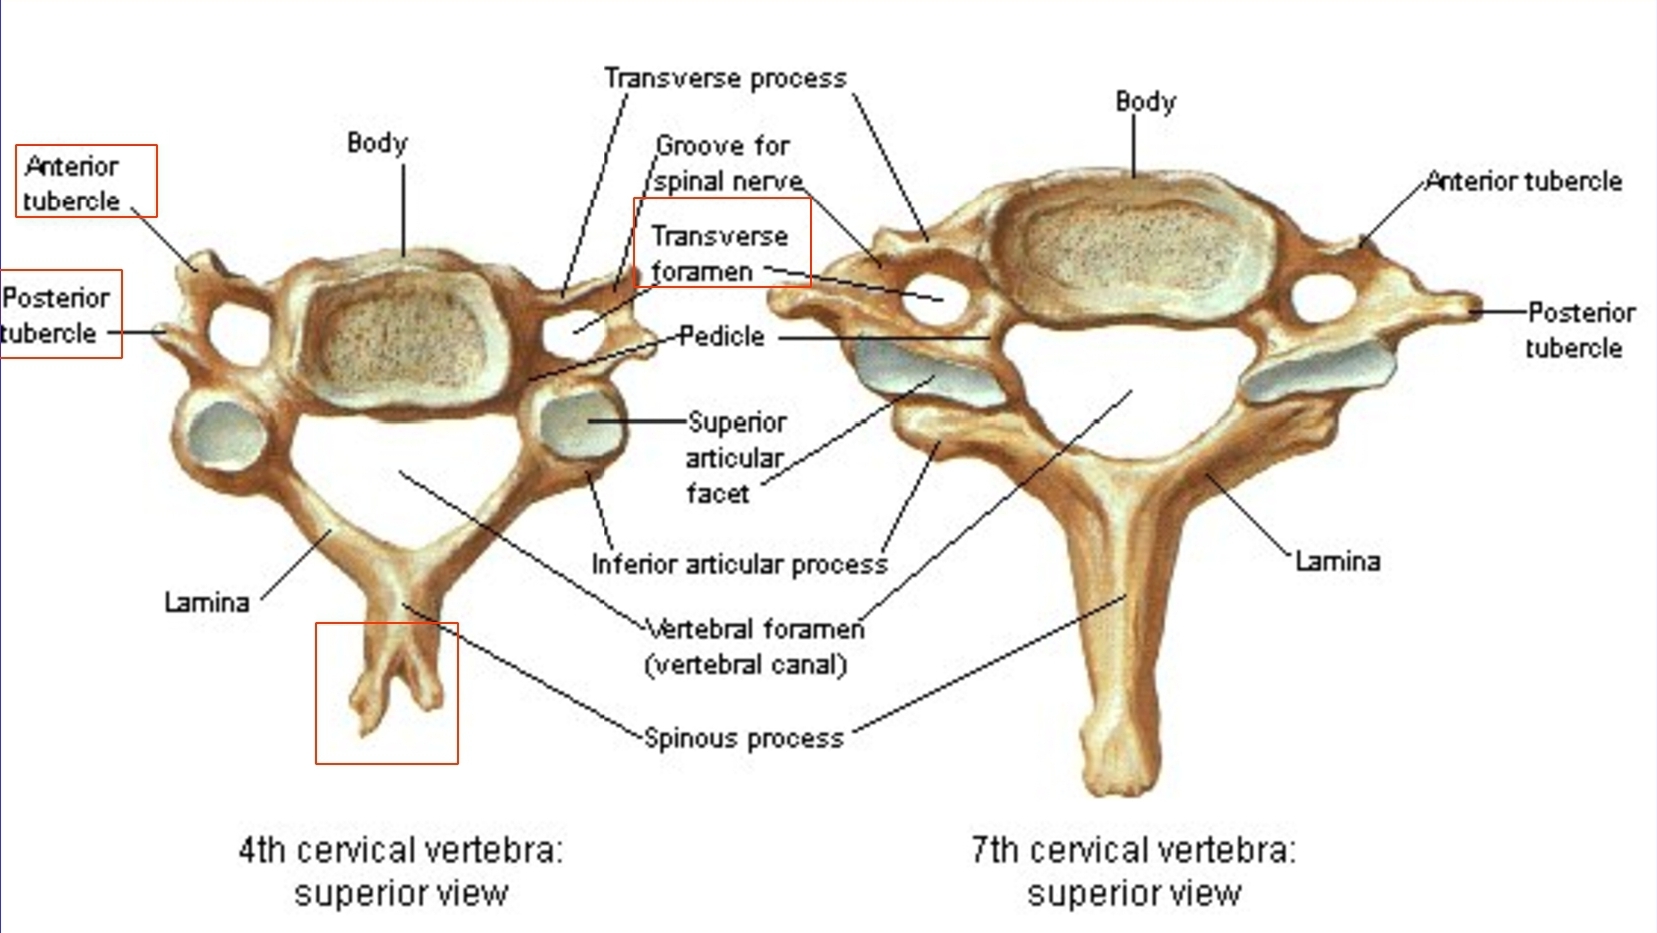 Transverse process
Body
Body
Groove for
spinal nerve
Anterior
tubercle
Anterior tubercle
Transverse
foramen
Posterior
tubercle
Pedicle
Posterior
tubercle
Superior
articular
facet
Inferior articular process
Lamina
Lamina
Vertebral foramen
(vertebral canal)
Spinous process
4th cervical vertebra:
superior view
7th cervical vertebra:
superior view